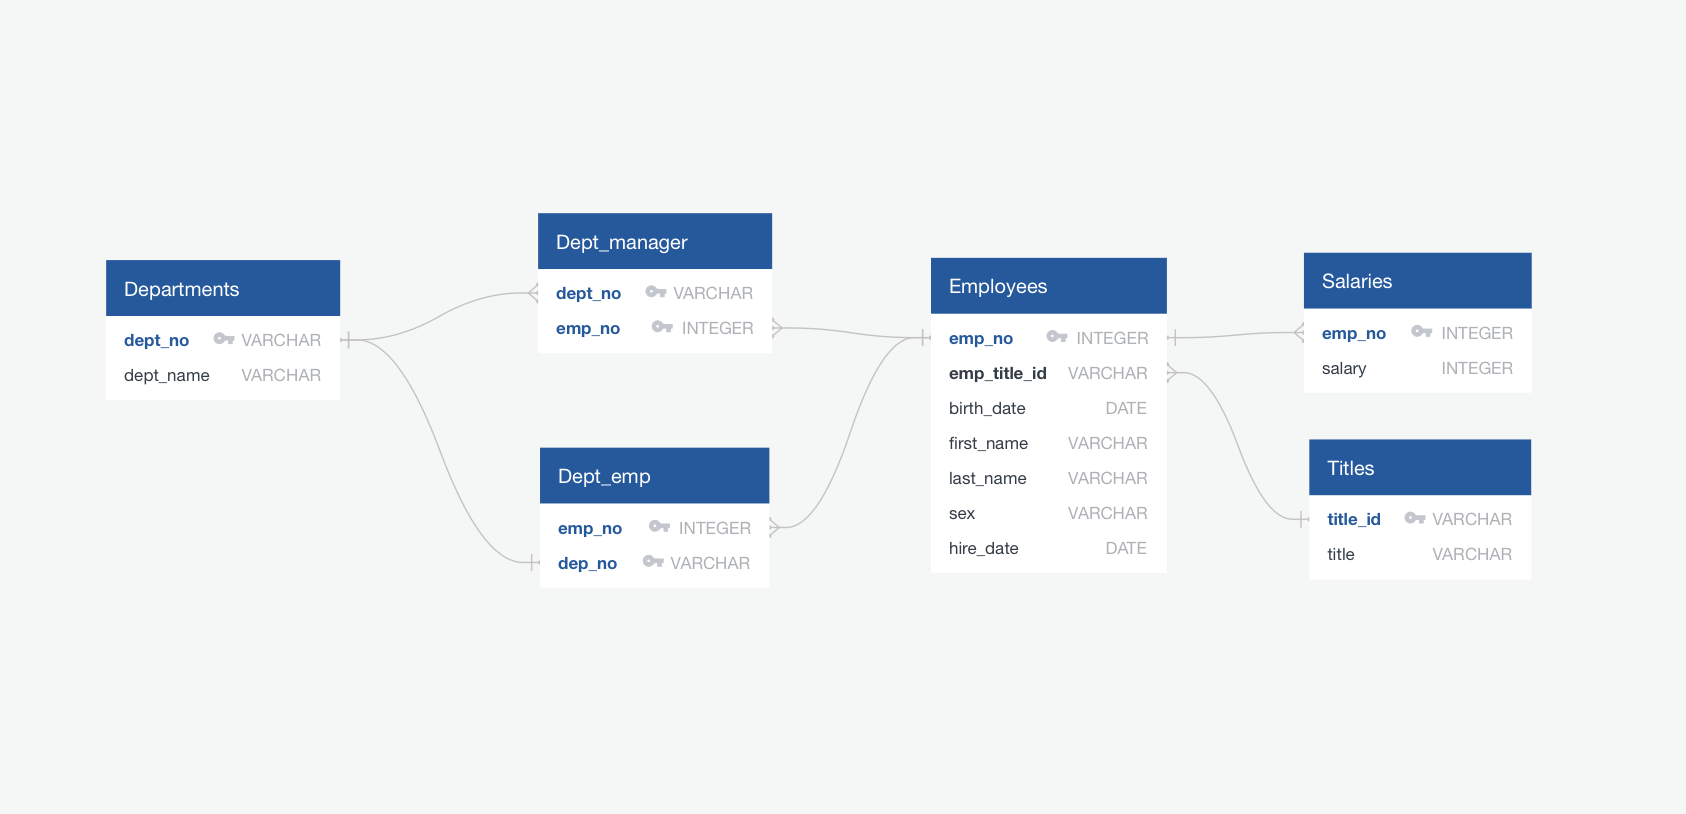 Departments
dept_no VARCHAR
dept_name VARCHAR
Dept_manager
dept_no VARCHAR
emp_no INTEGER
Dept_emp
emp_no INTEGER
dep_no VARCHAR
Employees
emp_no INTEGER
emp_title_id VARCHAR
birth_date DATE
first_name VARCHAR
last_name VARCHAR
sex VARCHAR
hire_date DATE
Salaries
emp_no INTEGER
salary INTEGER
Titles
title_id VARCHAR
title VARCHAR